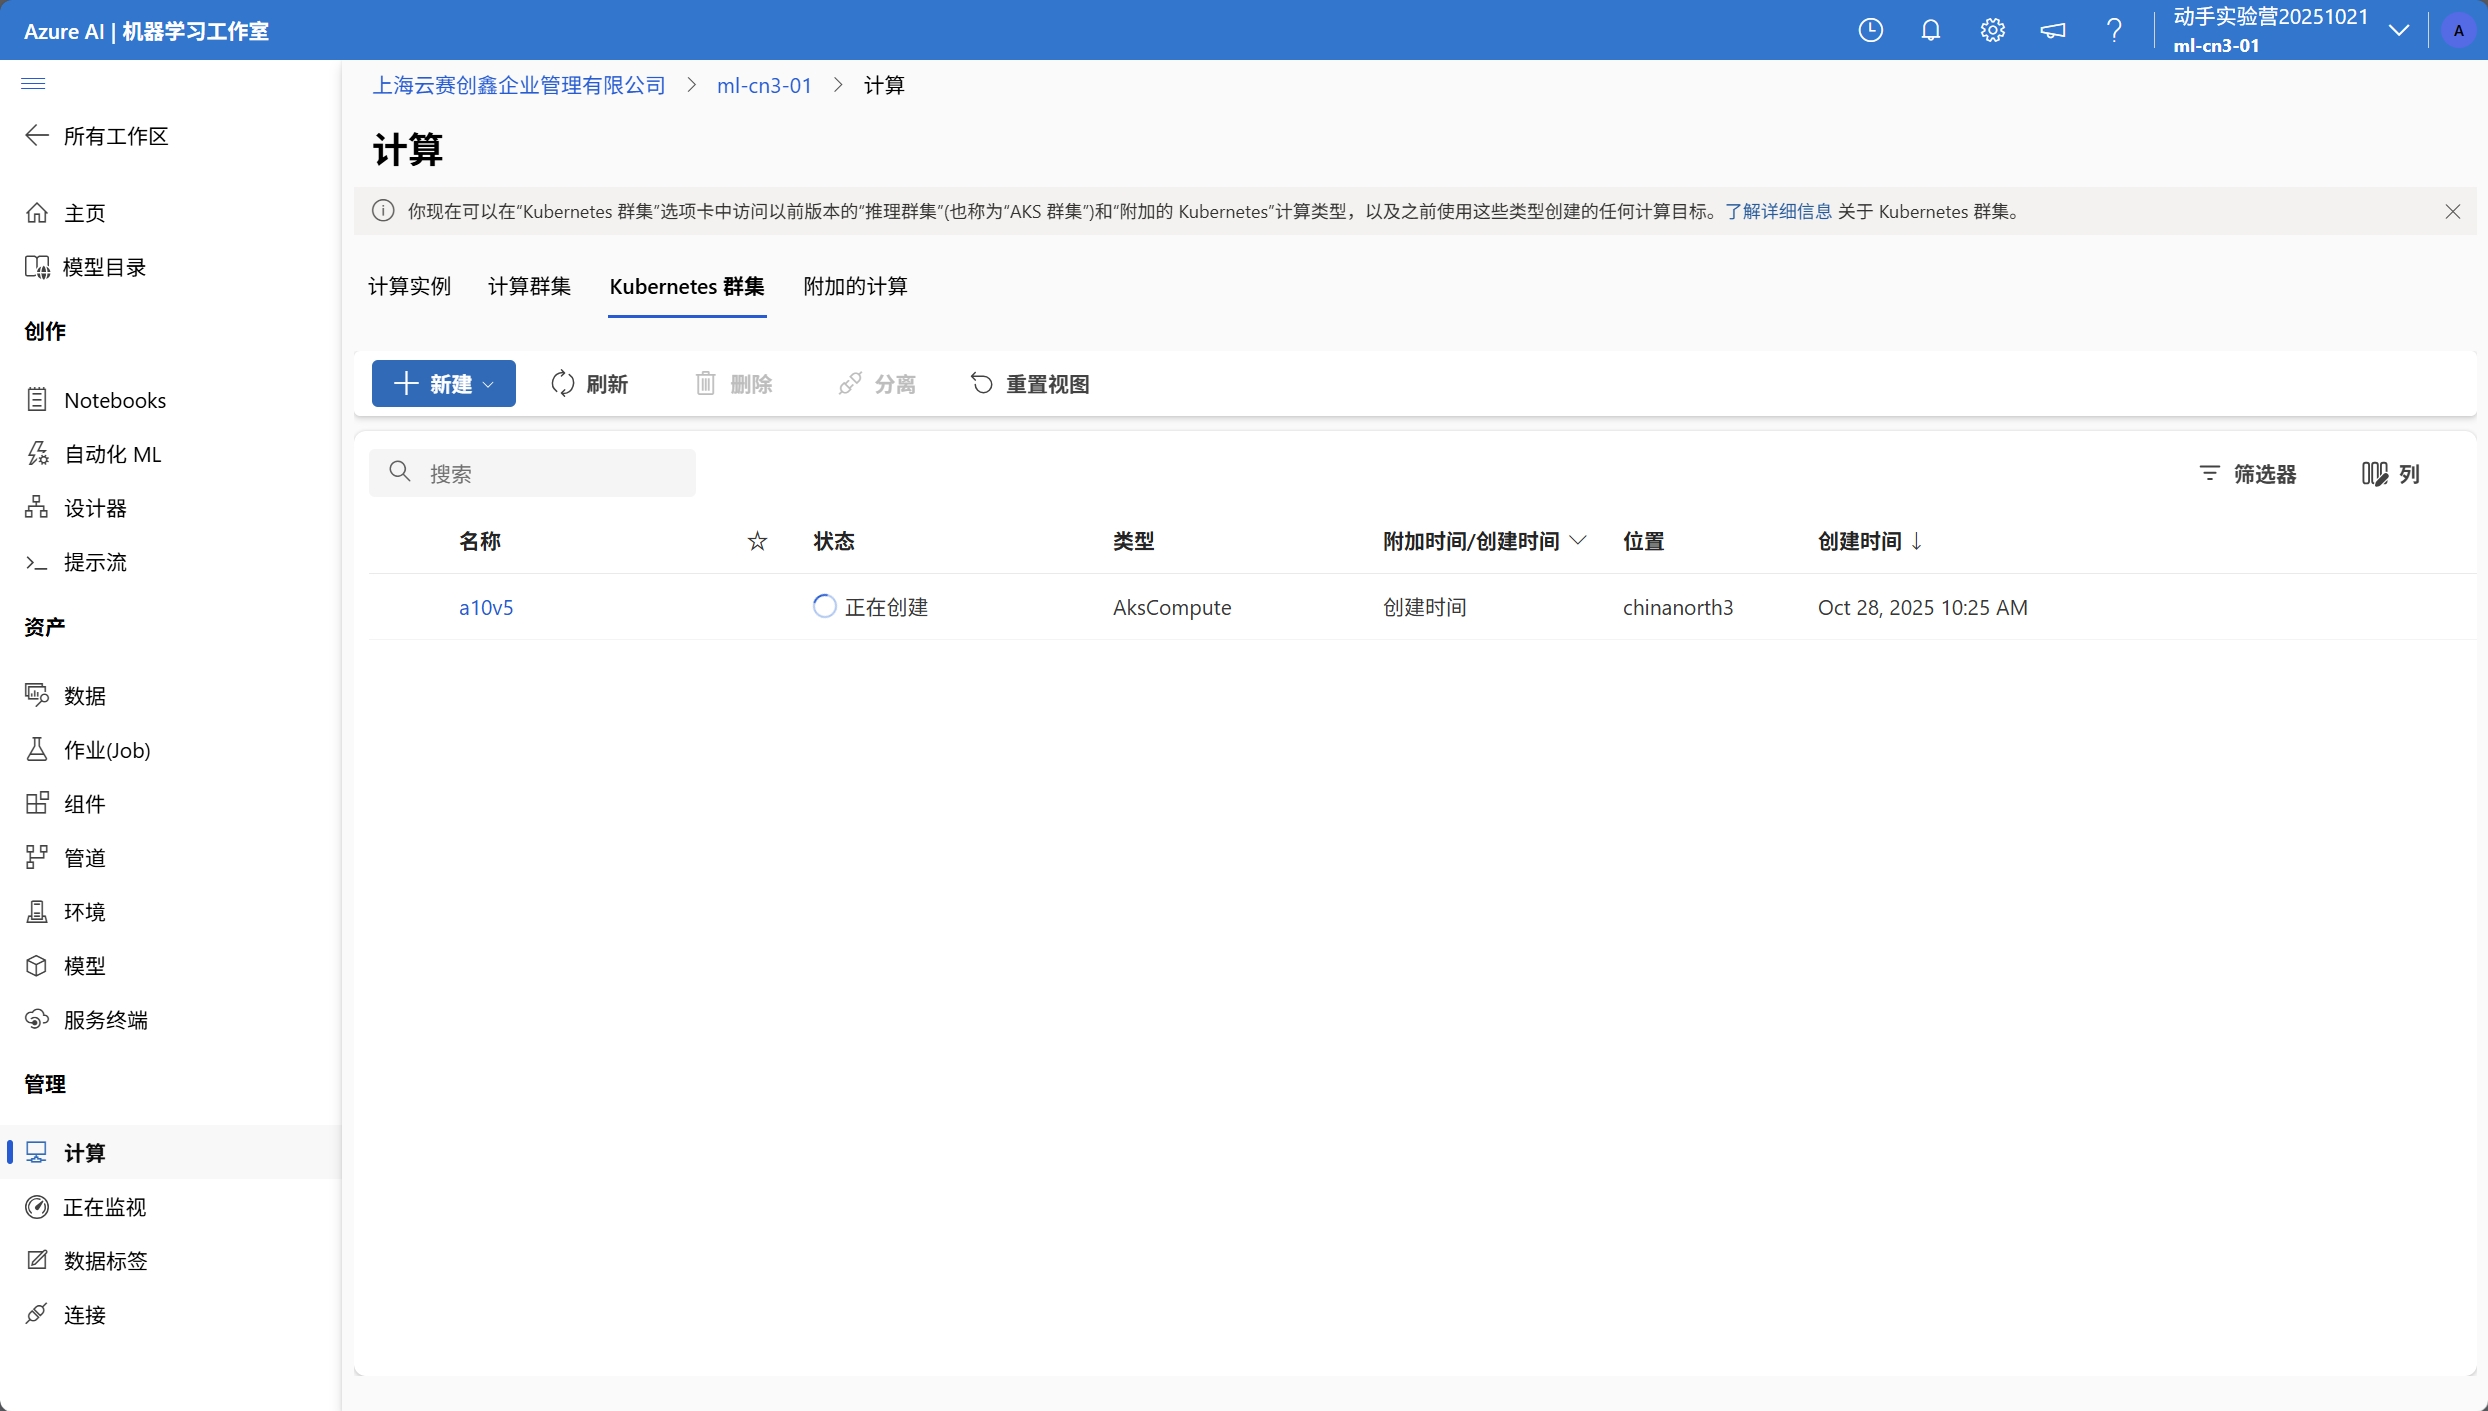 Azure AI | 机器学习工作室
动手实验营20251021
ml-cn3-01
A
所有工作区
主页
模型目录
创作
Notebooks
自动化 ML
设计器
提示流
资产
数据
作业(Job)
组件
管道
环境
模型
服务终端
管理
计算
正在监视
数据标签
连接
上海云赛创鑫企业管理有限公司 > ml-cn3-01 > 计算
计算
你现在可以在“Kubernetes 群集”选项卡中访问以前版本的“推理群集”(也称为“AKS 群集”)和“附加的 Kubernetes”计算类型，以及之前使用这些类型创建的任何计算目标。了解详细信息 关于 Kubernetes 群集。
计算实例 计算群集 Kubernetes 群集 附加的计算
新建 刷新 删除 分离 重置视图
搜索 筛选器 列
名称 状态 类型 附加时间/创建时间 位置 创建时间
a10v5 正在创建 AksCompute 创建时间 chinanorth3 Oct 28, 2025 10:25 AM